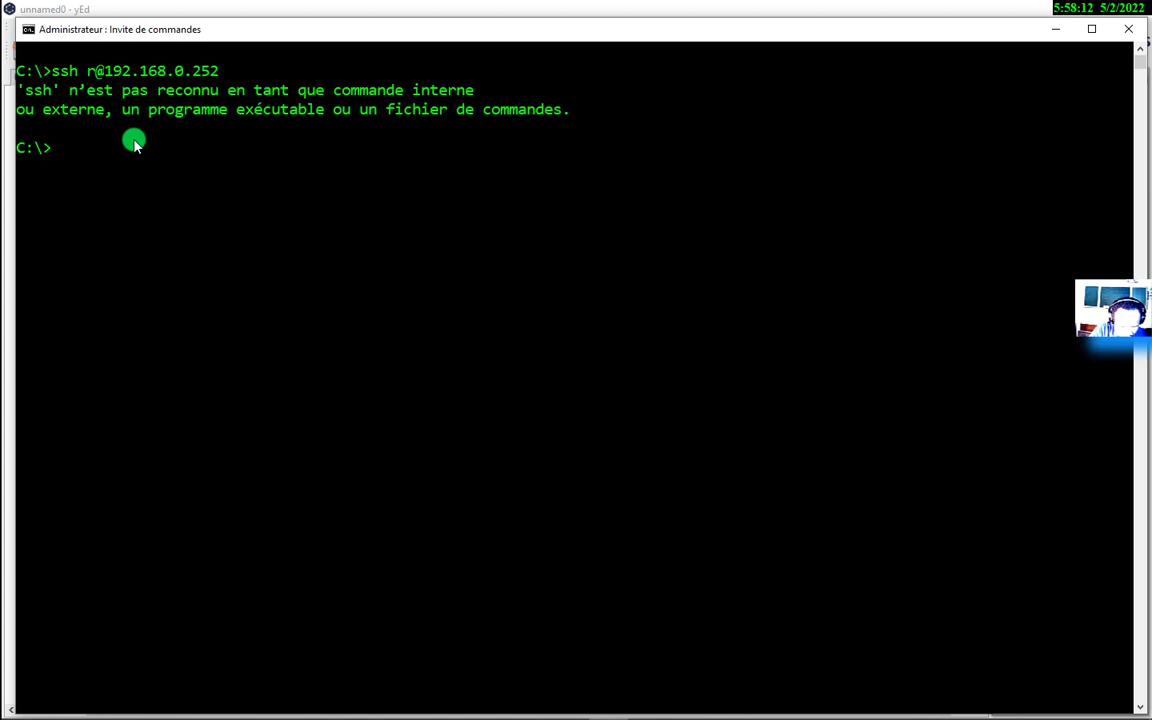 unnamed0 - yEd
5:58:12 5/2/2022
Administrateur : Invite de commandes
C:\>ssh r@192.168.0.252
'ssh' n’est pas reconnu en tant que commande interne
ou externe, un programme exécutable ou un fichier de commandes.
C:\>